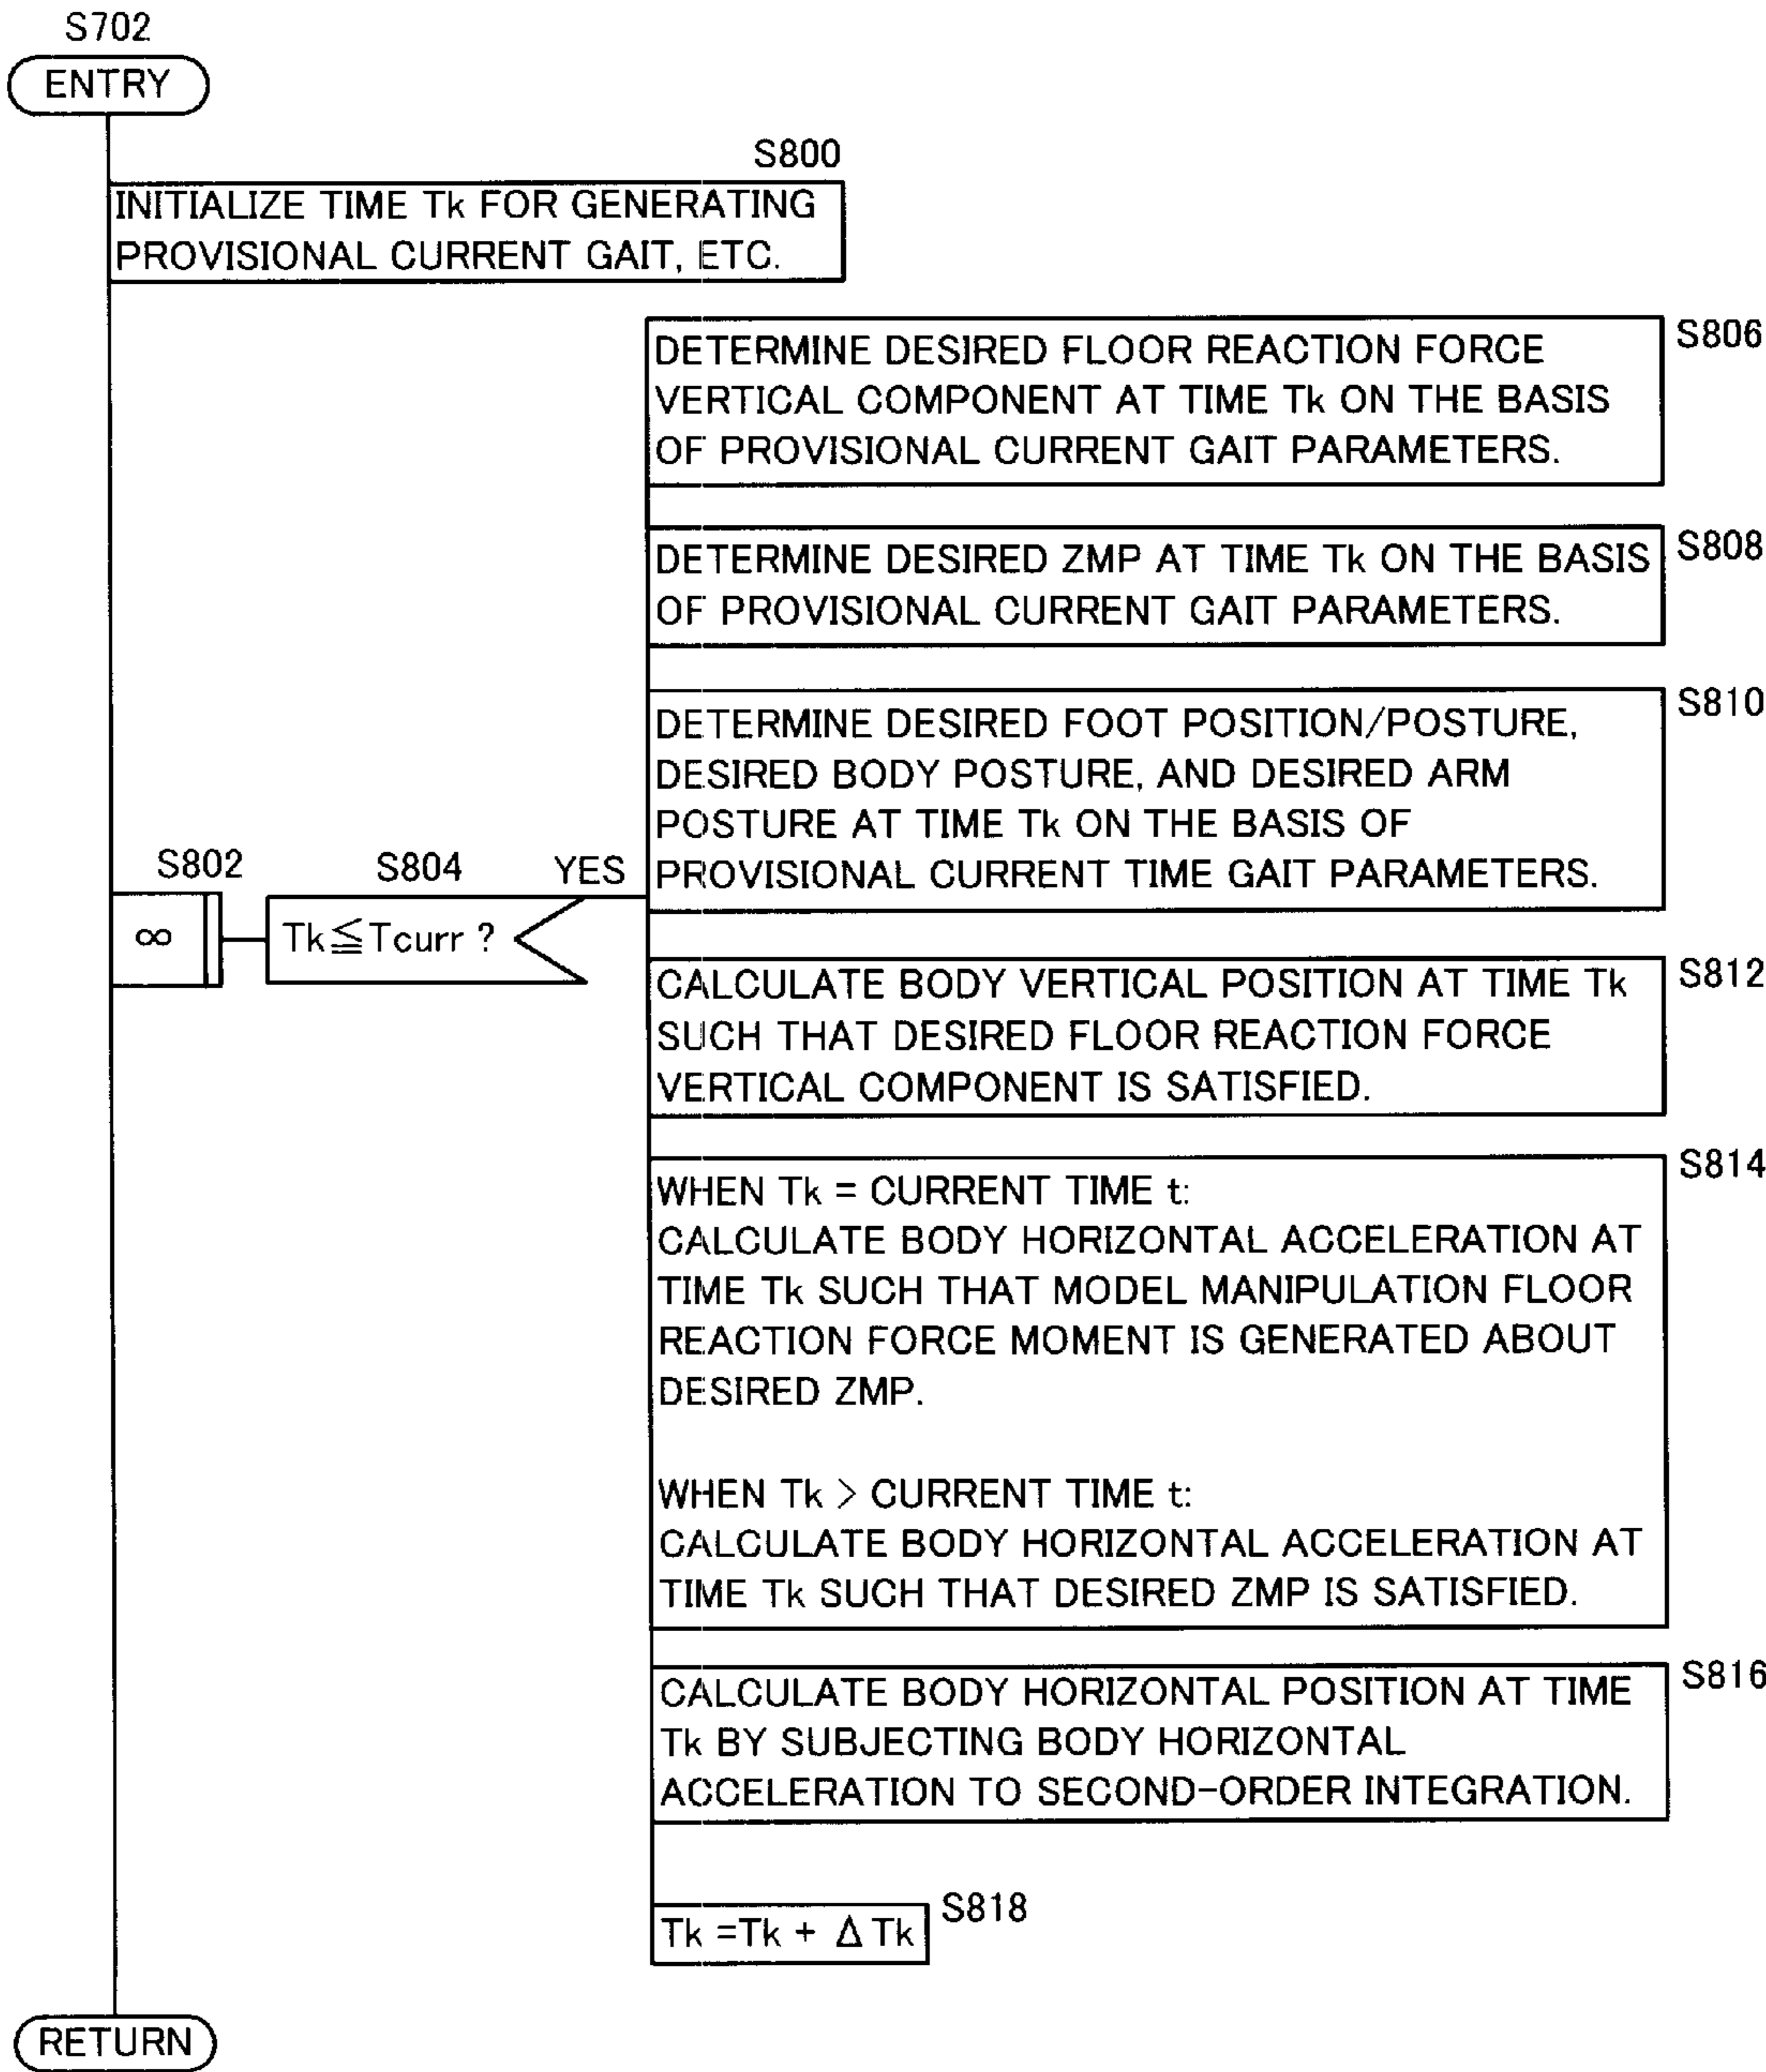 S702
ENTRY
S800
INITIALIZE TIME Tk FOR GENERATING
PROVISIONAL CURRENT GAIT, ETC.
S806
DETERMINE DESIRED FLOOR REACTION FORCE
VERTICAL COMPONENT AT TIME Tk ON THE BASIS
OF PROVISIONAL CURRENT GAIT PARAMETERS.
S808
DETERMINE DESIRED ZMP AT TIME Tk ON THE BASIS
OF PROVISIONAL CURRENT GAIT PARAMETERS.
S810
DETERMINE DESIRED FOOT POSITION/POSTURE,
DESIRED BODY POSTURE, AND DESIRED ARM
POSTURE AT TIME Tk ON THE BASIS OF
PROVISIONAL CURRENT TIME GAIT PARAMETERS.
S802
∞
S804
Tk≦Tcurr ?
YES
S812
CALCULATE BODY VERTICAL POSITION AT TIME Tk
SUCH THAT DESIRED FLOOR REACTION FORCE
VERTICAL COMPONENT IS SATISFIED.
S814
WHEN Tk = CURRENT TIME t:
CALCULATE BODY HORIZONTAL ACCELERATION AT
TIME Tk SUCH THAT MODEL MANIPULATION FLOOR
REACTION FORCE MOMENT IS GENERATED ABOUT
DESIRED ZMP.
WHEN Tk > CURRENT TIME t:
CALCULATE BODY HORIZONTAL ACCELERATION AT
TIME Tk SUCH THAT DESIRED ZMP IS SATISFIED.
S816
CALCULATE BODY HORIZONTAL POSITION AT TIME
Tk BY SUBJECTING BODY HORIZONTAL
ACCELERATION TO SECOND-ORDER INTEGRATION.
S818
Tk =Tk + Δ Tk
RETURN